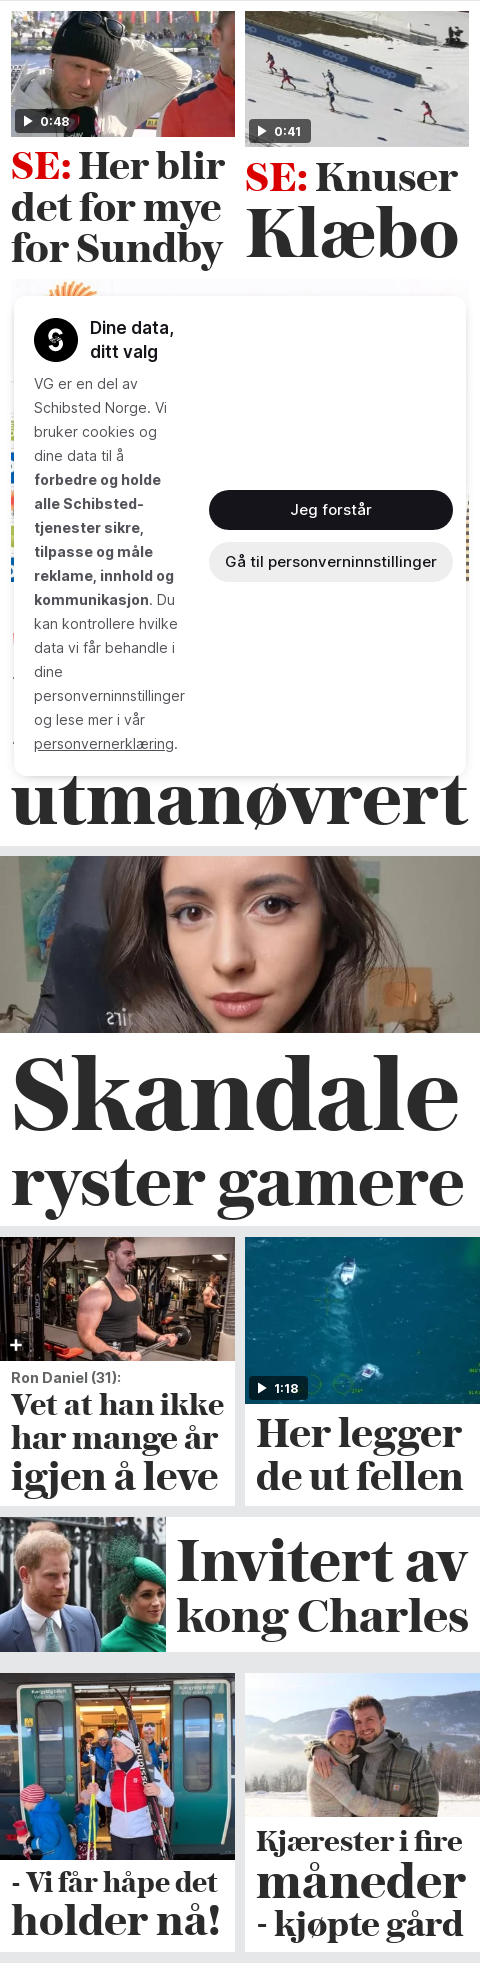 0:48
SE: Her blir
det for mye
for Sundby
0:41
SE: Knuser
Klæbo
Dine data,
ditt valg
VG er en del av
Schibsted Norge. Vi
bruker cookies og
dine data til å
forbedre og holde
alle Schibsted-
tjenester sikre,
tilpasse og måle
reklame, innhold og
kommunikasjon. Du
kan kontrollere hvilke
data vi får behandle i
dine
personverninnstillinger
og lese mer i vår
personvernerklæring.
Jeg forstår
Gå til personverninnstillinger
utmanøvrert
Skandale
ryster gamere
Ron Daniel (31):
Vet at han ikke
har mange år
igjen å leve
1:18
Her legger
de ut fellen
Invitert av
kong Charles
- Vi får håpe det
holder nå!
Kjærester i fire
måneder
- kjøpte gård